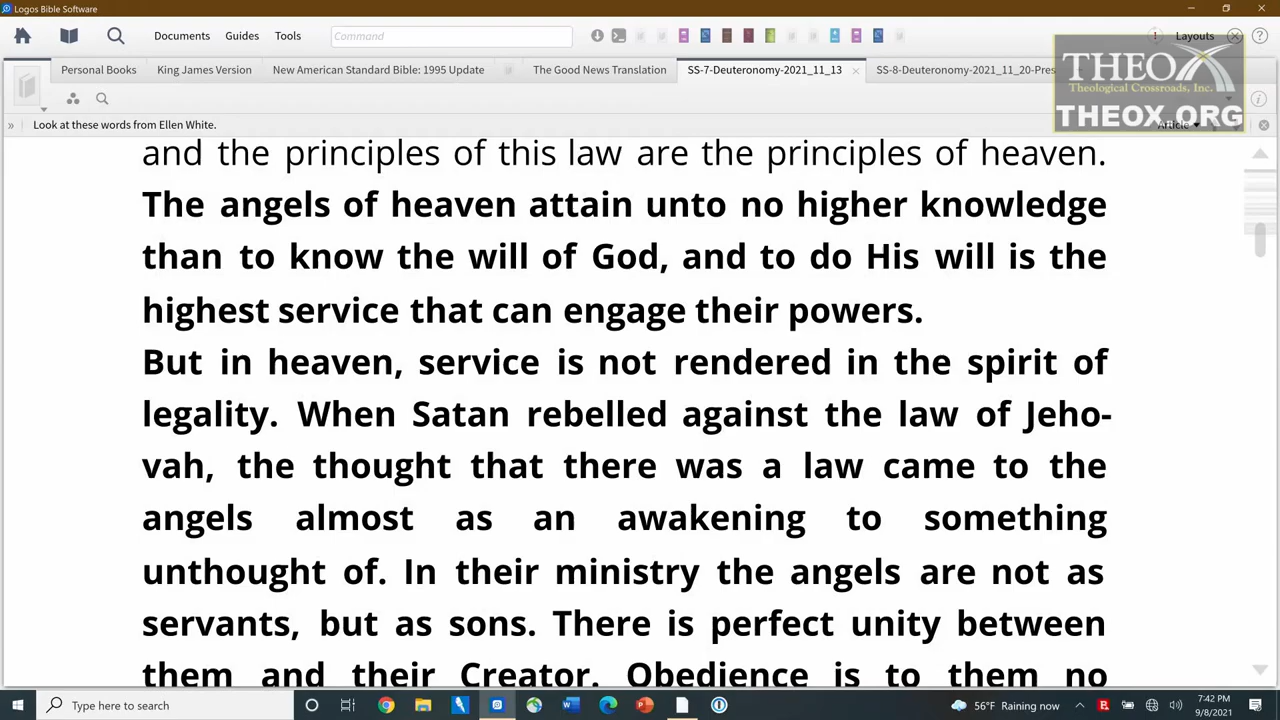 Logos Bible Software
Documents Guides Tools Command Layouts
Personal Books King James Version New American Standard Bible: 1995 Update The Good News Translation SS-7-Deuteronomy-2021_11_13 SS-8-Deuteronomy-2021_11_20-Pres
THEOX
Theological Crossroads, Inc.
THEOX.ORG
Look at these words from Ellen White. Article
and the principles of this law are the principles of heaven.
The angels of heaven attain unto no higher knowledge
than to know the will of God, and to do His will is the
highest service that can engage their powers.
But in heaven, service is not rendered in the spirit of
legality. When Satan rebelled against the law of Jeho-
vah, the thought that there was a law came to the
angels almost as an awakening to something
unthought of. In their ministry the angels are not as
servants, but as sons. There is perfect unity between
them and their Creator. Obedience is to them no
Type here to search 56°F Raining now 7:42 PM
9/8/2021